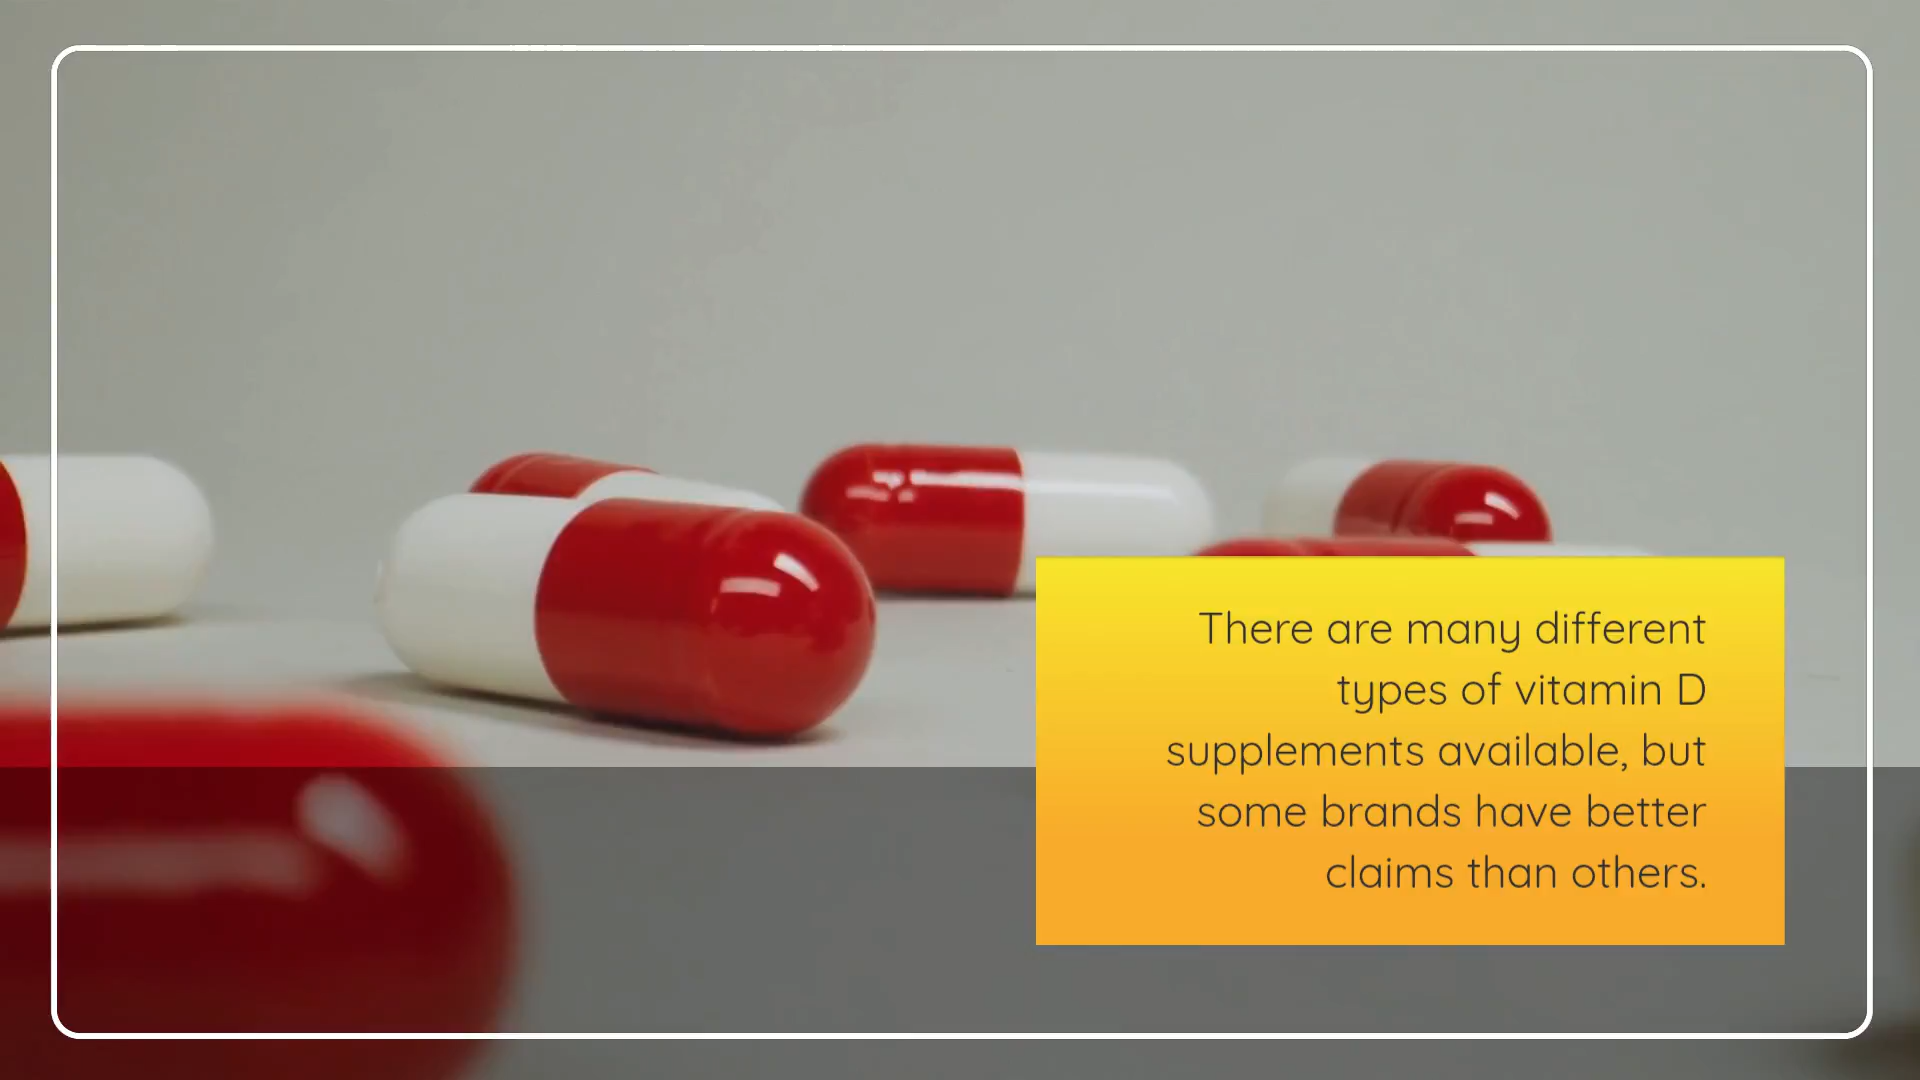 There are many different
types of vitamin D
supplements available, but
some brands have better
claims than others.